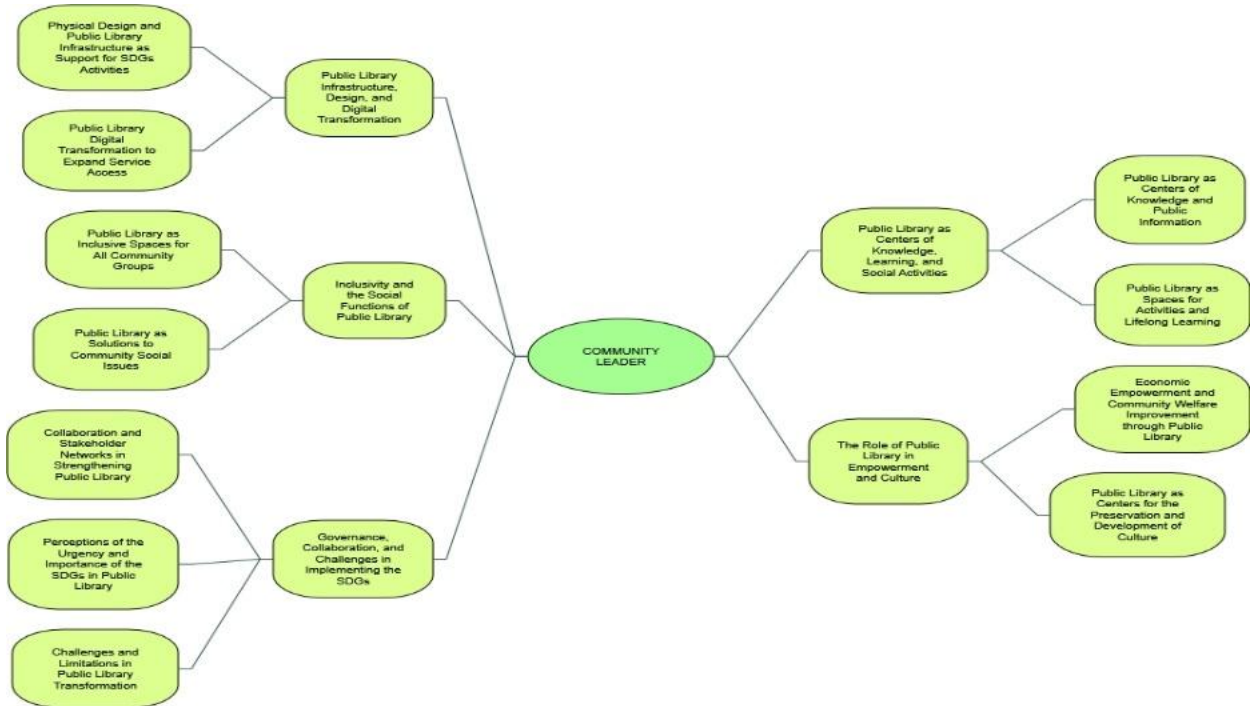 Physical Design and
Public Library
Infrastructure as
Support for SDGs
Activities
Public Library
Infrastructure,
Design, and
Digital
Transformation
Public Library
Digital
Transformation to
Expand Service
Access
Public Library as
Inclusive Spaces for
All Community
Groups
Inclusivity and
the Social
Functions of
Public Library
Public Library as
Solutions to
Community Social
Issues
Collaboration and
Stakeholder
Networks in
Strengthening
Public Library
Perceptions of the
Urgency and
Importance of the
SDGs in Public
Library
Governance,
Collaboration, and
Challenges in
Implementing the
SDGs
Challenges and
Limitations in
Public Library
Transformation
COMMUNITY
LEADER
Public Library as
Centers of
Knowledge,
Learning, and
Social Activities
Public Library as
Centers of
Knowledge and
Public
Information
Public Library as
Spaces for
Activities and
Lifelong Learning
The Role of Public
Library in
Empowerment
and Culture
Economic
Empowerment and
Community Welfare
Improvement
through Public
Library
Public Library as
Centers for the
Preservation and
Development of
Culture